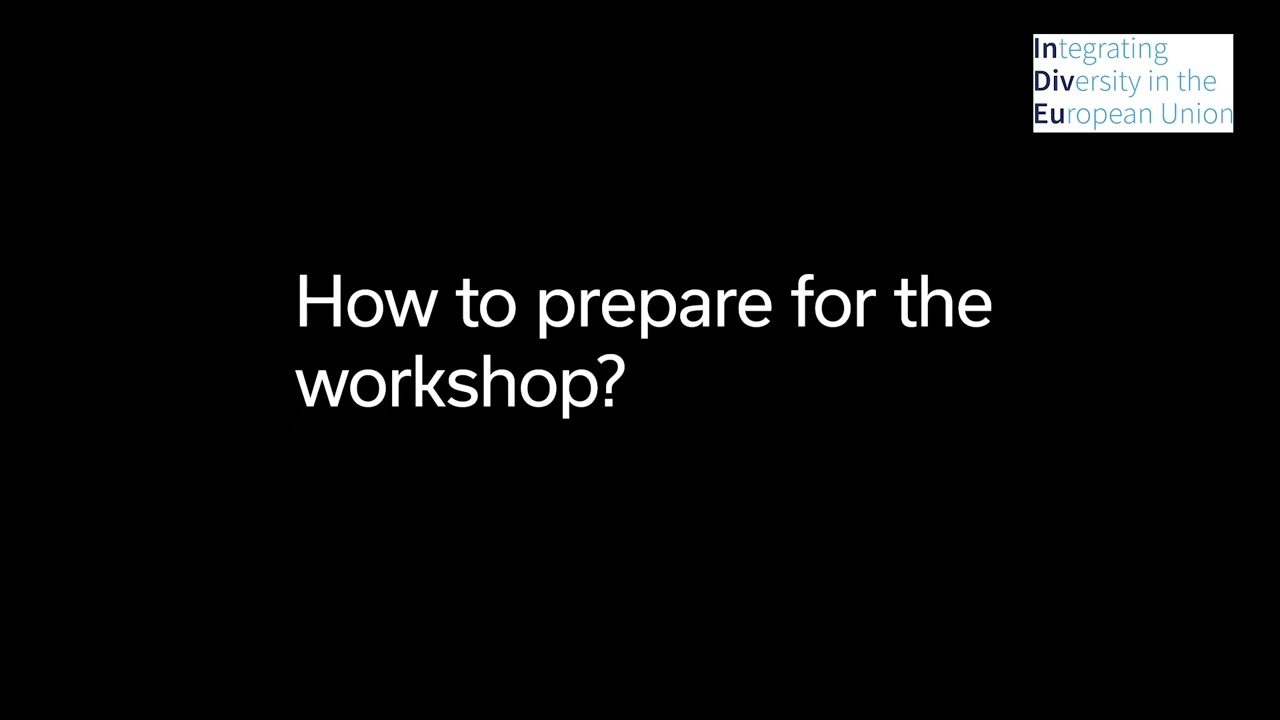 Integrating
Diversity in the
European Union
How to prepare for the
workshop?